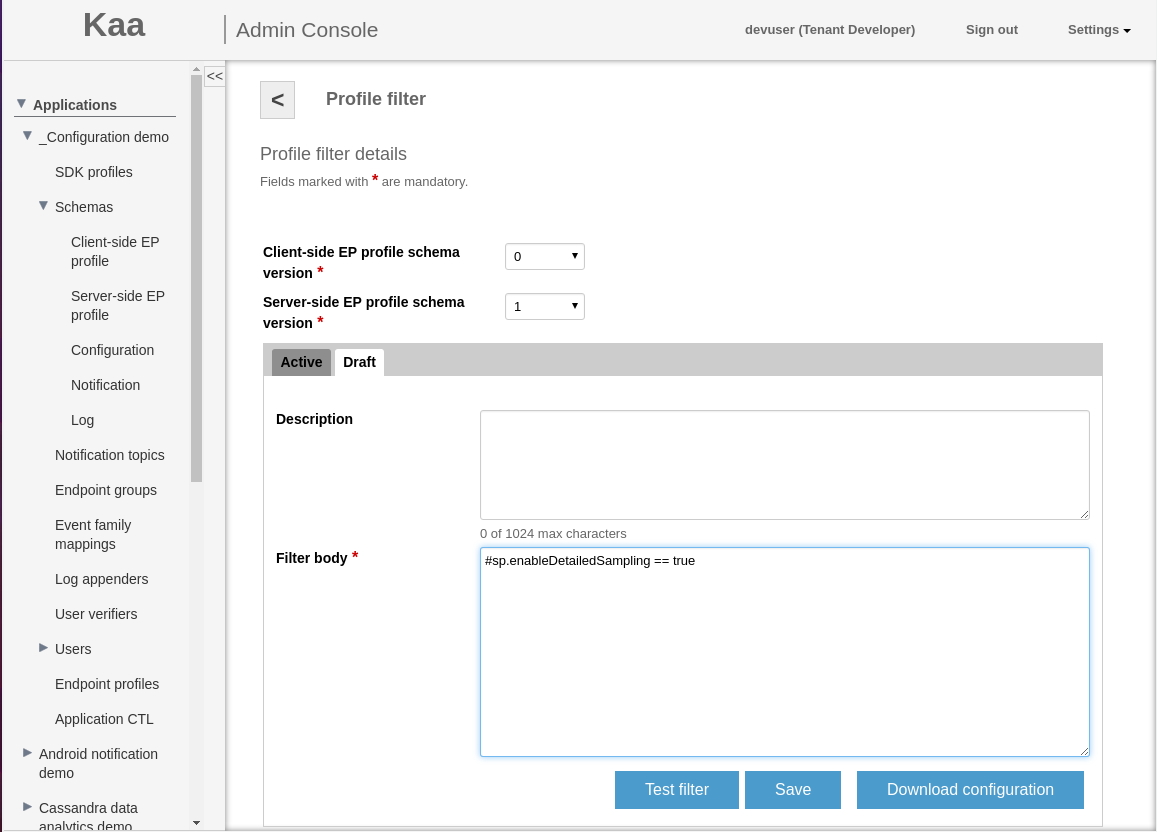 Kaa
Admin Console
devuser (Tenant Developer)
Sign out
Settings
<<
Applications
_Configuration demo
SDK profiles
Schemas
Client-side EP
profile
Server-side EP
profile
Configuration
Notification
Log
Notification topics
Endpoint groups
Event family
mappings
Log appenders
User verifiers
Users
Endpoint profiles
Application CTL
Android notification
demo
Cassandra data
analytics demo
<
Profile filter
Profile filter details
Fields marked with * are mandatory.
Client-side EP profile schema
version *
0
Server-side EP profile schema
version *
1
Active
Draft
Description
0 of 1024 max characters
Filter body *
#sp.enableDetailedSampling == true
Test filter
Save
Download configuration